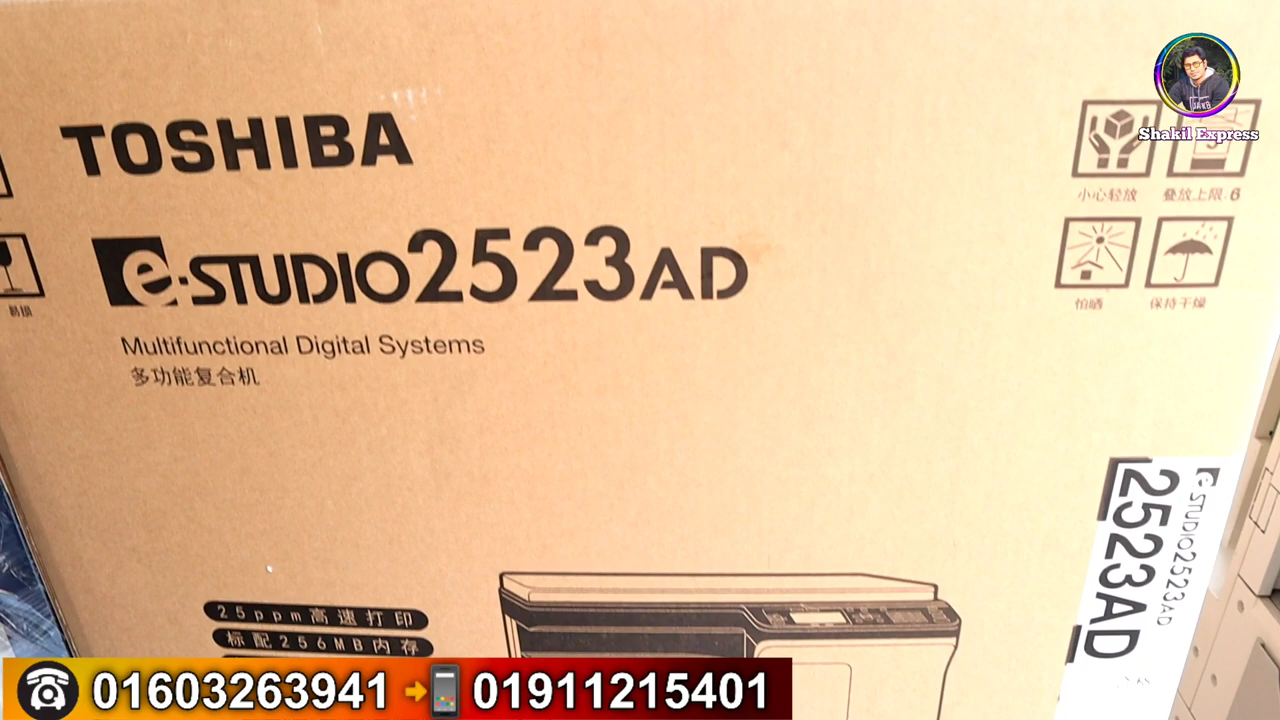 TOSHIBA
e-STUDIO2523AD
Multifunctional Digital Systems
多功能复合机
Shakil Express
小心轻放
叠放上限.6
怕晒
保持干燥
易损
25ppm高速打印
标配256MB内存
e-STUDIO2523AD
2523AD
01603263941
01911215401